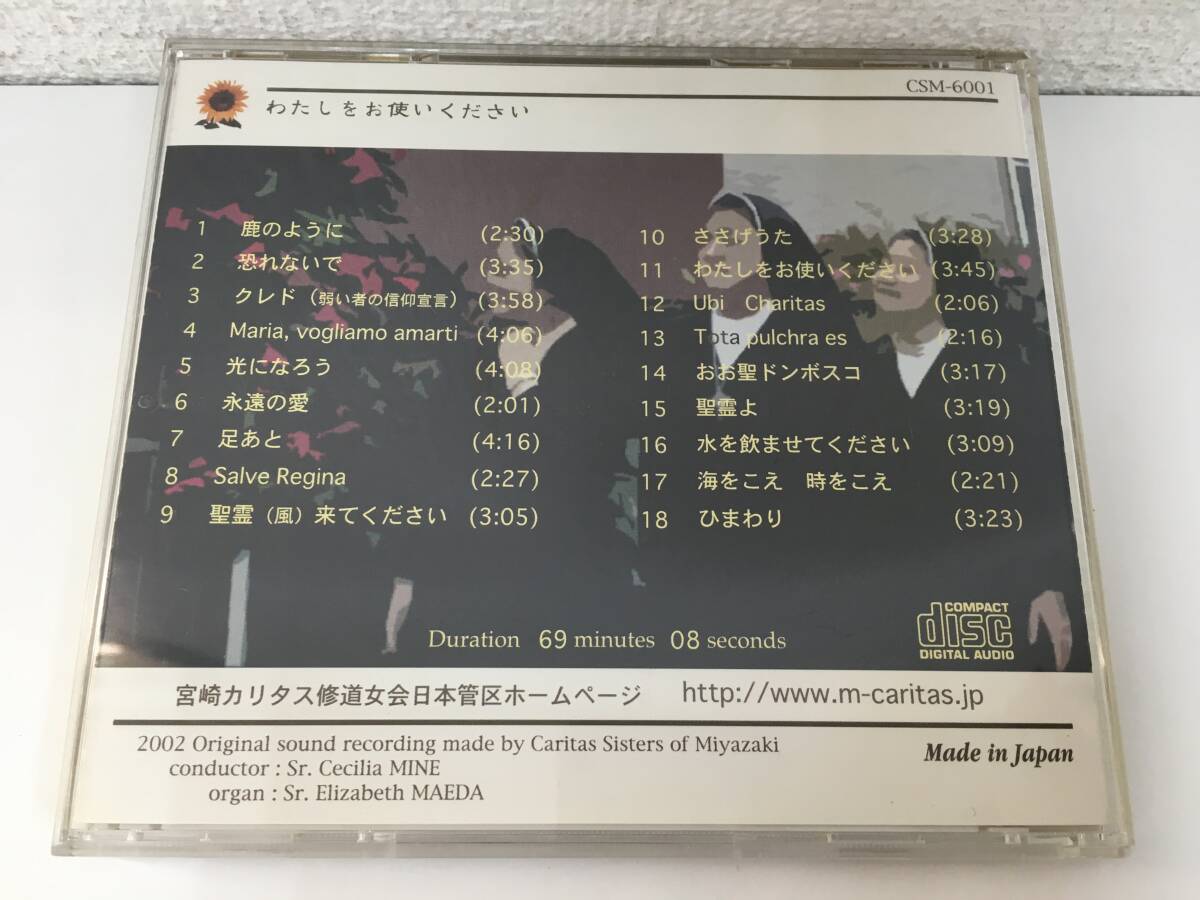 CSM-6001
わたしをお使いください
1 鹿のように (2:30)
2 恐れないで (3:35)
3 クレド（弱い者の信仰宣言） (3:58)
4 Maria, vogliamo amarti (4:06)
5 光になろう (4:08)
6 永遠の愛 (2:01)
7 足あと (4:16)
8 Salve Regina (2:27)
9 聖霊（風）来てください (3:05)
10 ささげうた (3:28)
11 わたしをお使いください (3:45)
12 Ubi Charitas (2:06)
13 Tota pulchra es (2:16)
14 おお聖ドンボスコ (3:17)
15 聖霊よ (3:19)
16 水を飲ませてください (3:09)
17 海をこえ 時をこえ (2:21)
18 ひまわり (3:23)
Duration 69 minutes 08 seconds
COMPACT
disc
DIGITAL AUDIO
宮崎カリタス修道女会日本管区ホームページ http://www.m-caritas.jp
2002 Original sound recording made by Caritas Sisters of Miyazaki
conductor : Sr. Cecilia MINE
organ : Sr. Elizabeth MAEDA
Made in Japan